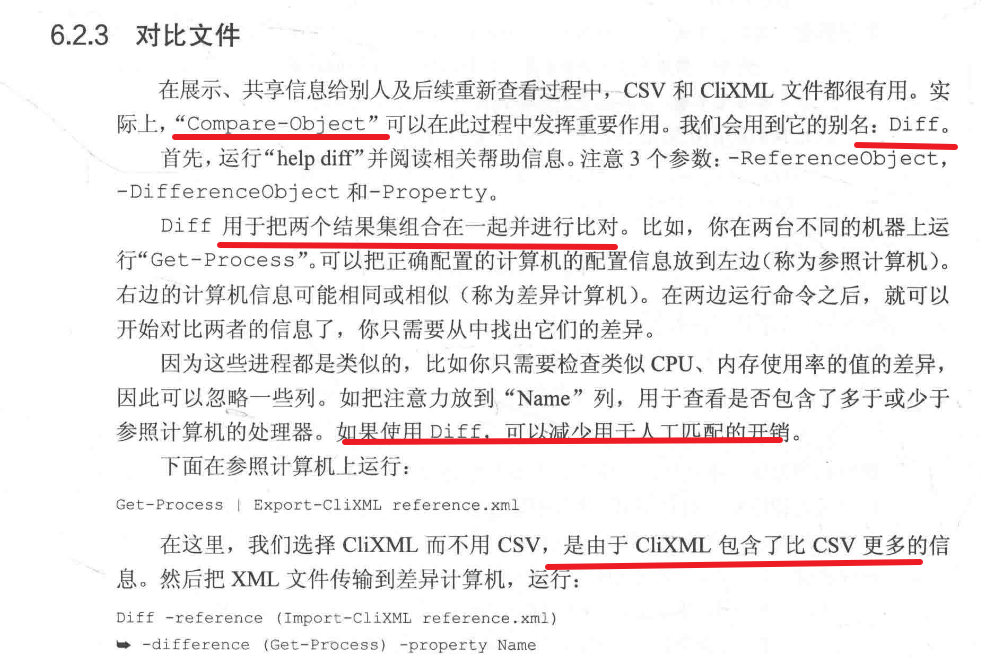 6.2.3 对比文件
在展示、共享信息给别人及后续重新查看过程中，CSV 和 CliXML 文件都很有用。实
际上，“Compare-Object”可以在此过程中发挥重要作用。我们会用到它的别名：Diff。
首先，运行“help diff”并阅读相关帮助信息。注意 3 个参数：-ReferenceObject，
-DifferenceObject 和-Property。
Diff 用于把两个结果集组合在一起并进行比对。比如，你在两台不同的机器上运
行“Get-Process”。可以把正确配置的计算机的配置信息放到左边（称为参照计算机）。
右边的计算机信息可能相同或相似（称为差异计算机）。在两边运行命令之后，就可以
开始对比两者的信息了，你只需要从中找出它们的差异。
因为这些进程都是类似的，比如你只需要检查类似 CPU、内存使用率的值的差异，
因此可以忽略一些列。如把注意力放到“Name”列，用于查看是否包含了多于或少于
参照计算机的处理器。如果使用 Diff，可以减少用于人工匹配的开销。
下面在参照计算机上运行：
Get-Process | Export-CliXML reference.xml
在这里，我们选择 CliXML 而不用 CSV，是由于 CliXML 包含了比 CSV 更多的信
息。然后把 XML 文件传输到差异计算机，运行：
Diff -reference (Import-CliXML reference.xml)
➥ -difference (Get-Process) -property Name